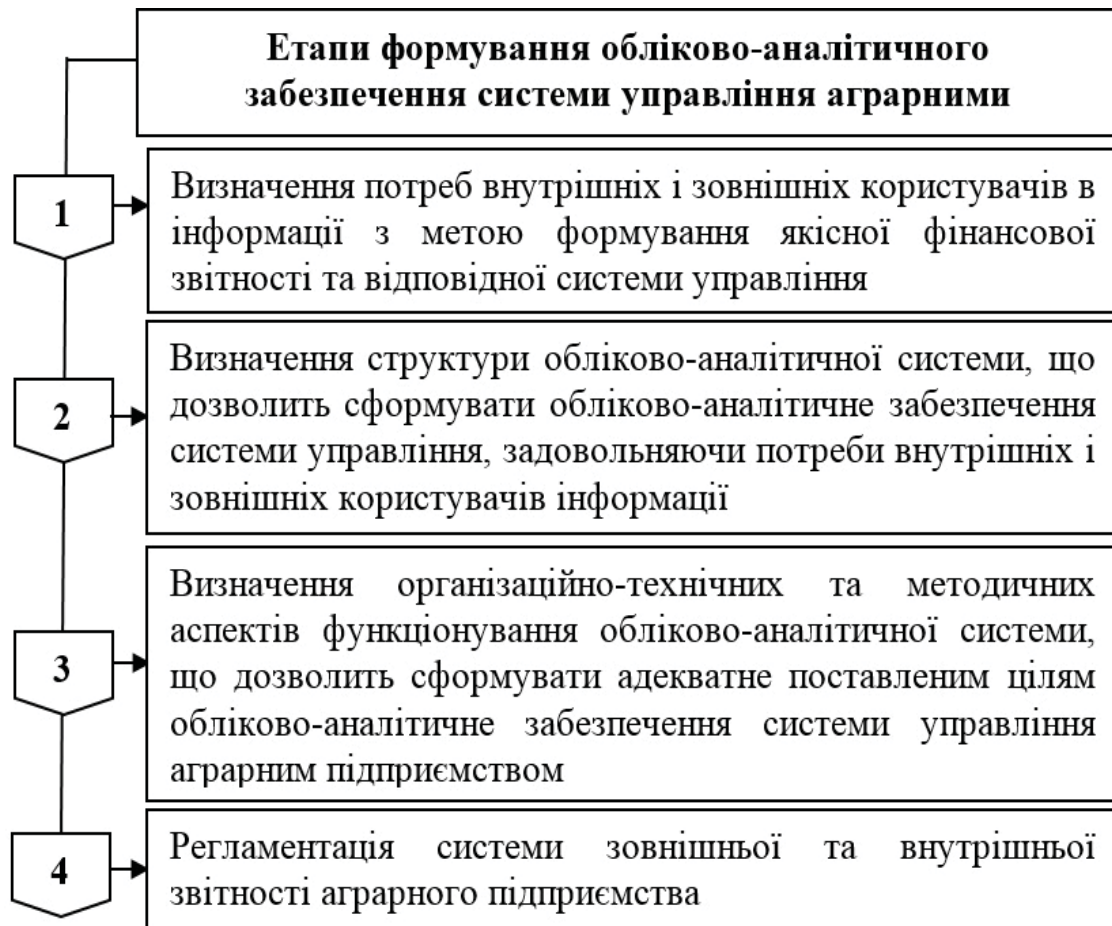 Етапи формування обліково-аналітичного
забезпечення системи управління аграрними
1
Визначення потреб внутрішніх і зовнішніх користувачів в
інформації з метою формування якісної фінансової
звітності та відповідної системи управління
2
Визначення структури обліково-аналітичної системи, що
дозволить сформувати обліково-аналітичне забезпечення
системи управління, задовольняючи потреби внутрішніх і
зовнішніх користувачів інформації
3
Визначення організаційно-технічних та методичних
аспектів функціонування обліково-аналітичної системи,
що дозволить сформувати адекватне поставленим цілям
обліково-аналітичне забезпечення системи управління
аграрним підприємством
4
Регламентація системи зовнішньої та внутрішньої
звітності аграрного підприємства